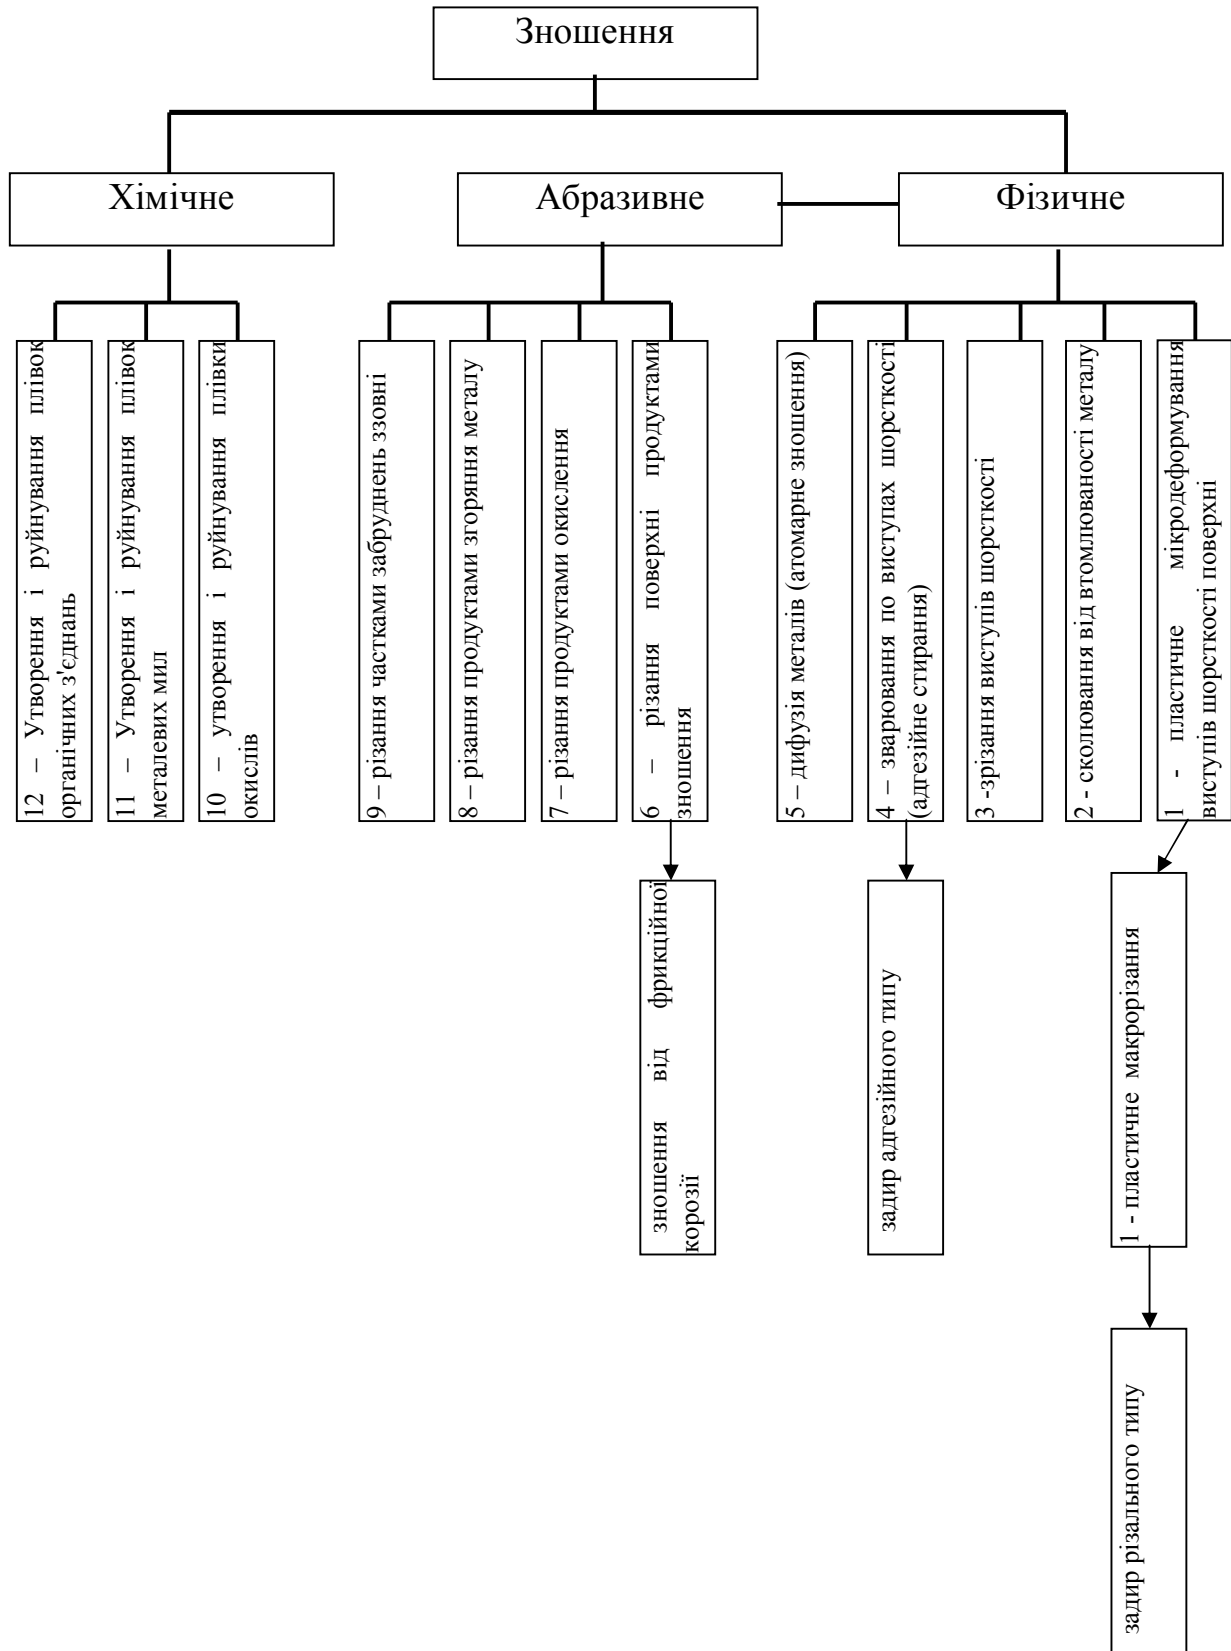 Зношення
Хімічне
Абразивне
Фізичне
12 – Утворення і руйнування плівок
органічних з'єднань
11 – Утворення і руйнування плівок
металевих мил
10 – утворення і руйнування плівки
окислів
9 – різання частками забруднень ззовні
8 – різання продуктами згоряння металу
7 – різання продуктами окислення
6 – різання поверхні продуктами
зношення
5 – дифузія металів (атомарне зношення)
4 – зварювання по виступах шорсткості
(адгезійне стирання)
3 -зрізання виступів шорсткості
2 - сколювання від втомлюваності металу
1 - пластичне мікродеформування
виступів шорсткості поверхні
зношення від фрикційної
корозії
задир адгезійного типу
1 - пластичне макрорізання
задир різального типу